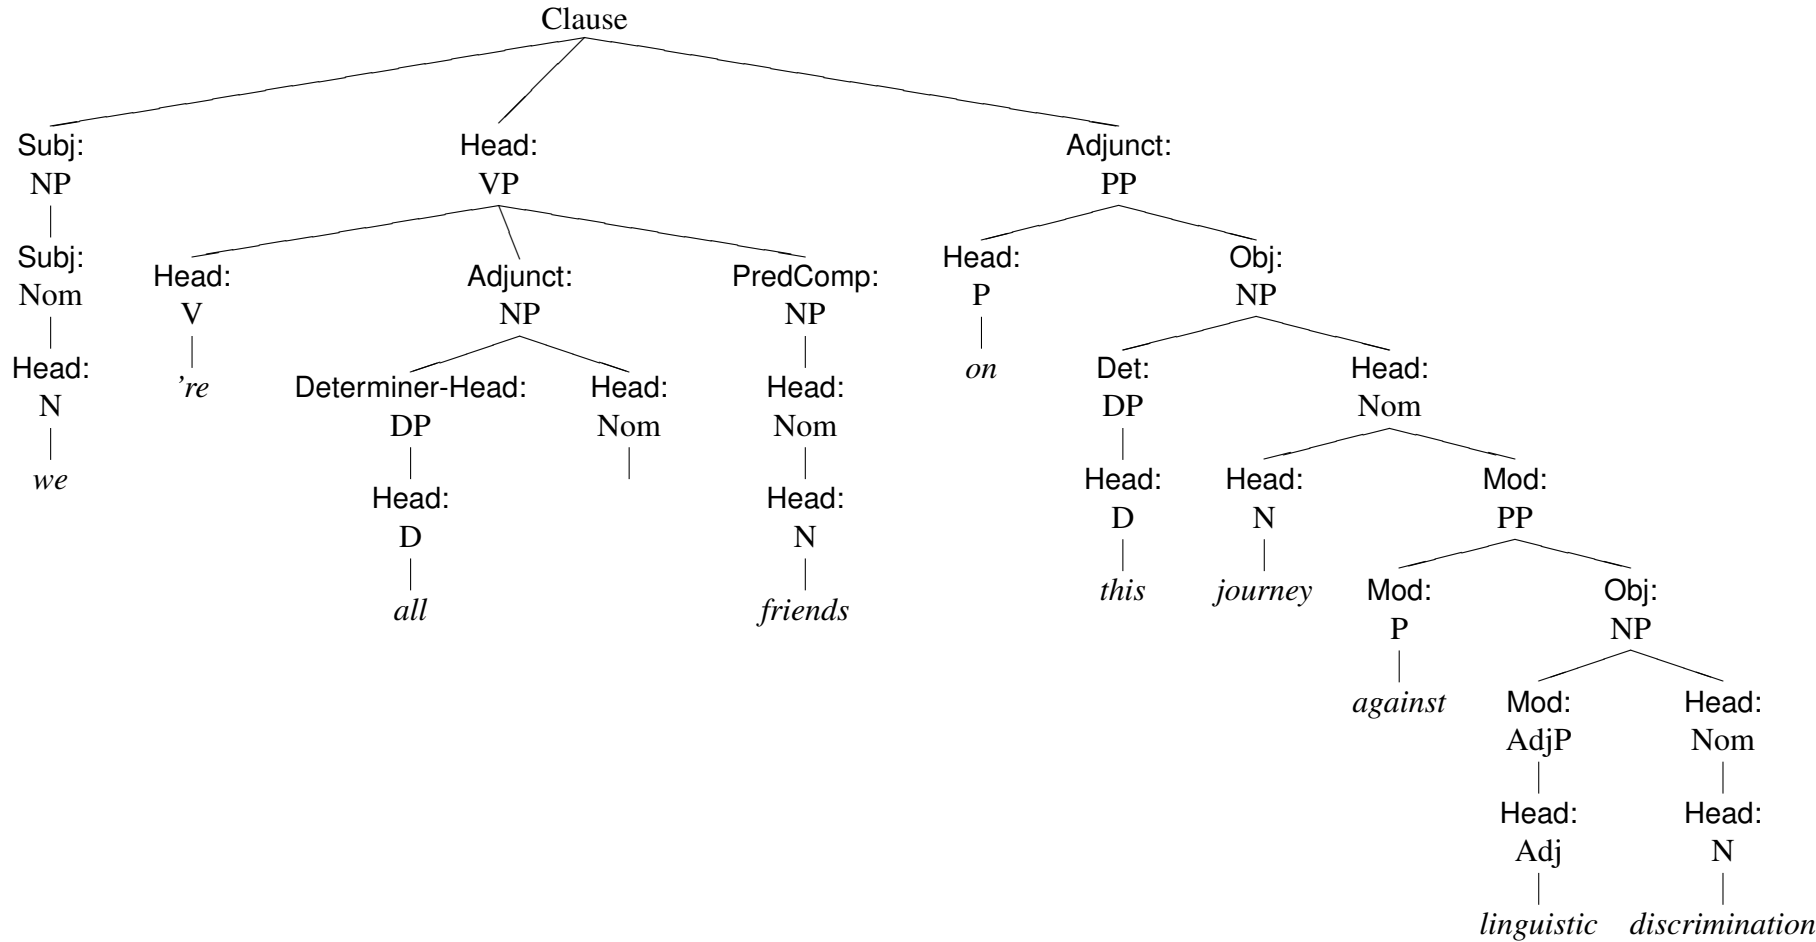 Clause
Subj: Head: Adjunct:
NP VP PP
Subj: Head: Adjunct: PredComp: Head: Obj:
Nom V NP NP P NP
Head: 're Determiner-Head: Head: Head: on Det: Head:
N DP Nom Nom DP Nom
we Head: Head: Head: Head: Mod:
D N D N PP
all friends this journey Mod: Obj:
P NP
against Mod: Head:
AdjP Nom
Head: Head:
Adj N
linguistic discrimination